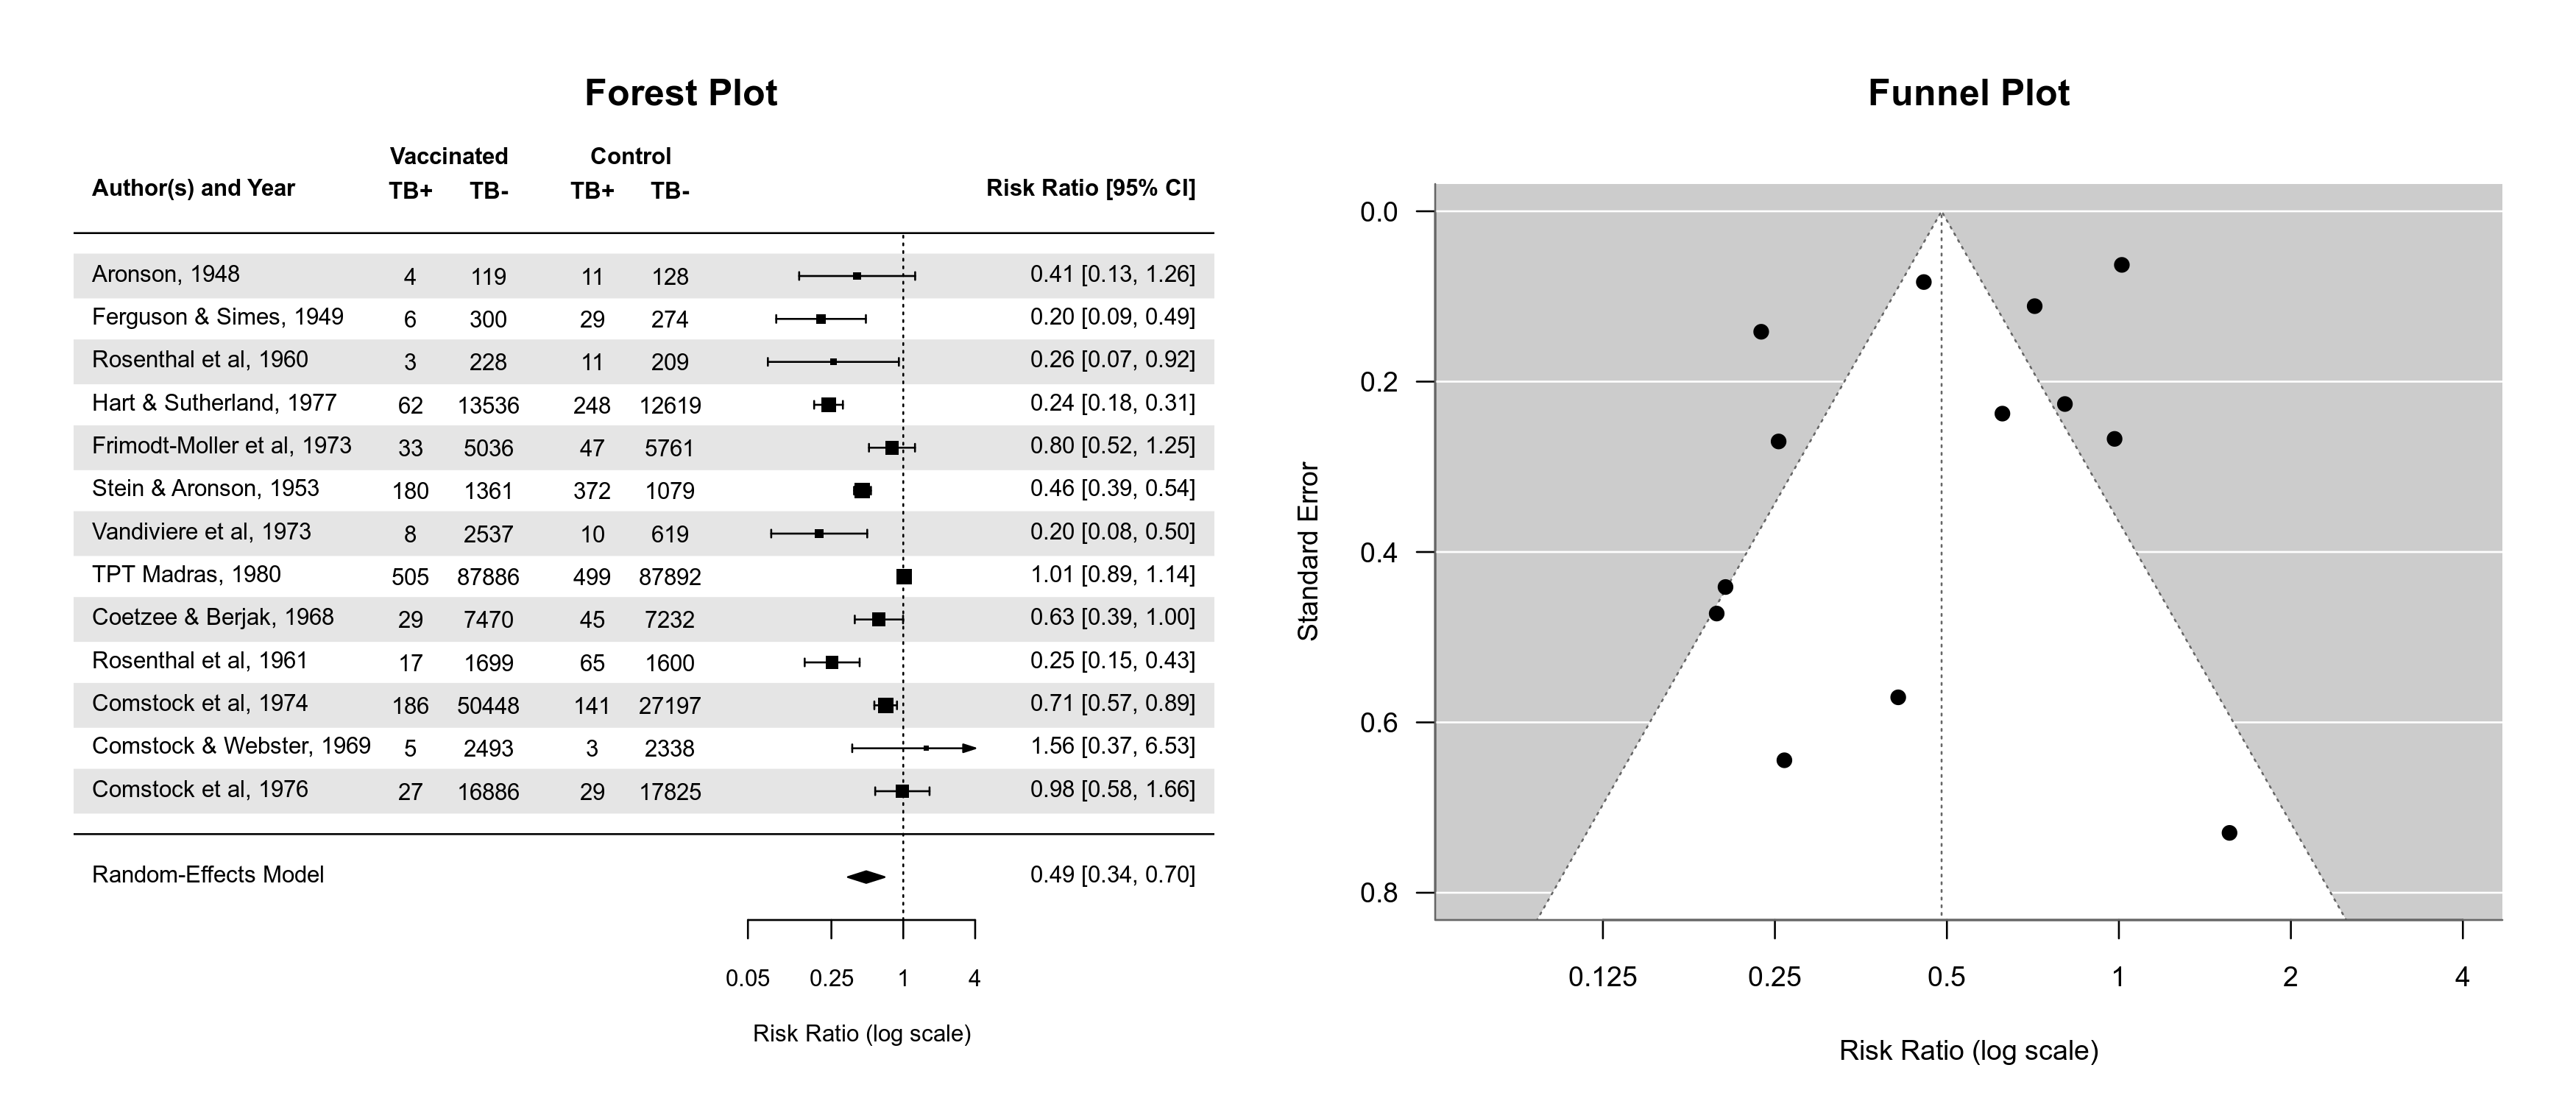 Forest Plot
Vaccinated Control
Author(s) and Year TB+ TB- TB+ TB- Risk Ratio [95% CI]
Aronson, 1948 4 119 11 128 0.41 [0.13, 1.26]
Ferguson & Simes, 1949 6 300 29 274 0.20 [0.09, 0.49]
Rosenthal et al, 1960 3 228 11 209 0.26 [0.07, 0.92]
Hart & Sutherland, 1977 62 13536 248 12619 0.24 [0.18, 0.31]
Frimodt-Moller et al, 1973 33 5036 47 5761 0.80 [0.52, 1.25]
Stein & Aronson, 1953 180 1361 372 1079 0.46 [0.39, 0.54]
Vandiviere et al, 1973 8 2537 10 619 0.20 [0.08, 0.50]
TPT Madras, 1980 505 87886 499 87892 1.01 [0.89, 1.14]
Coetzee & Berjak, 1968 29 7470 45 7232 0.63 [0.39, 1.00]
Rosenthal et al, 1961 17 1699 65 1600 0.25 [0.15, 0.43]
Comstock et al, 1974 186 50448 141 27197 0.71 [0.57, 0.89]
Comstock & Webster, 1969 5 2493 3 2338 1.56 [0.37, 6.53]
Comstock et al, 1976 27 16886 29 17825 0.98 [0.58, 1.66]
Random-Effects Model 0.49 [0.34, 0.70]
0.05 0.25 1 4
Risk Ratio (log scale)
Funnel Plot
Standard Error
0.0
0.2
0.4
0.6
0.8
0.125 0.25 0.5 1 2 4
Risk Ratio (log scale)